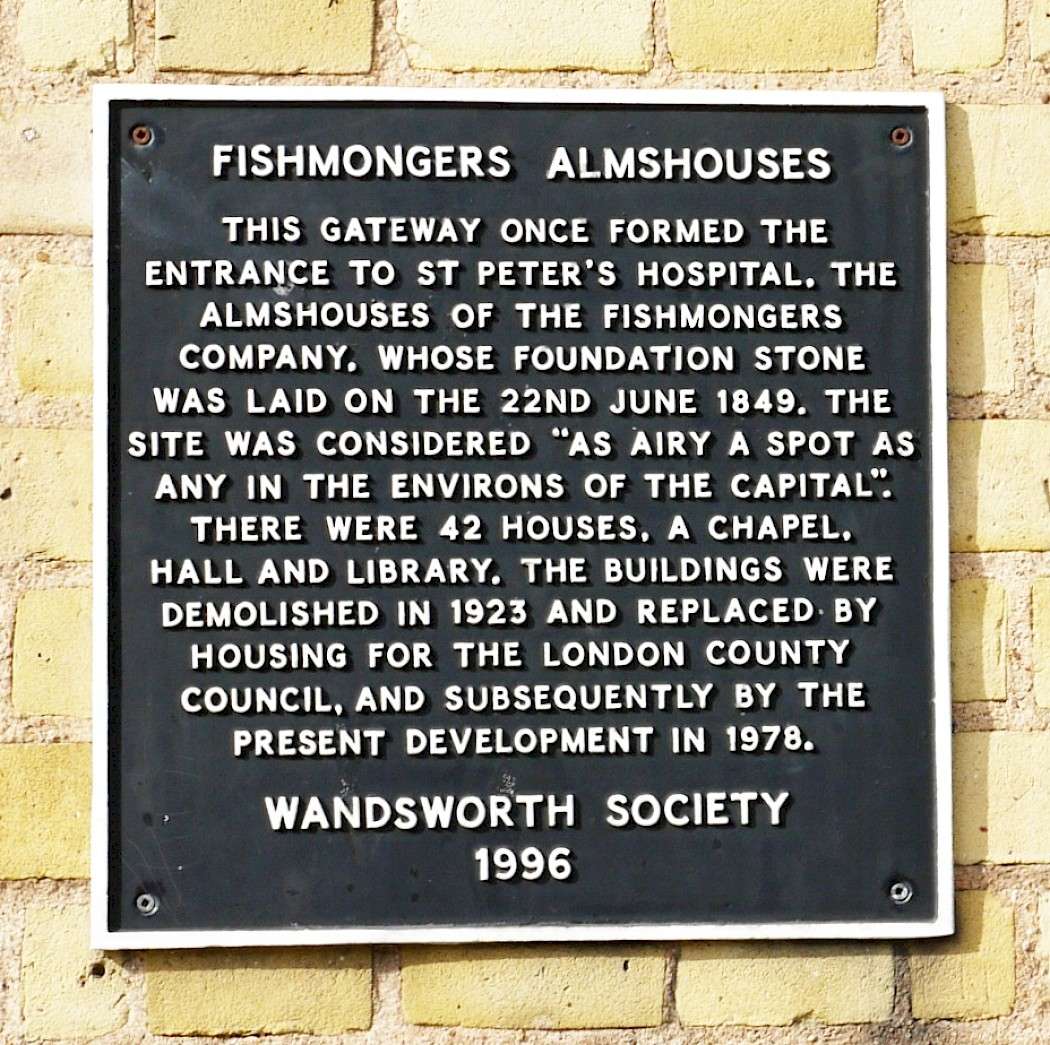 FISHMONGERS ALMSHOUSES
THIS GATEWAY ONCE FORMED THE
ENTRANCE TO ST PETER'S HOSPITAL. THE
ALMSHOUSES OF THE FISHMONGERS
COMPANY, WHOSE FOUNDATION STONE
WAS LAID ON THE 22ND JUNE 1849. THE
SITE WAS CONSIDERED "AS AIRY A SPOT AS
ANY IN THE ENVIRONS OF THE CAPITAL".
THERE WERE 42 HOUSES, A CHAPEL,
HALL AND LIBRARY. THE BUILDINGS WERE
DEMOLISHED IN 1923 AND REPLACED BY
HOUSING FOR THE LONDON COUNTY
COUNCIL, AND SUBSEQUENTLY BY THE
PRESENT DEVELOPMENT IN 1978.
WANDSWORTH SOCIETY
1996